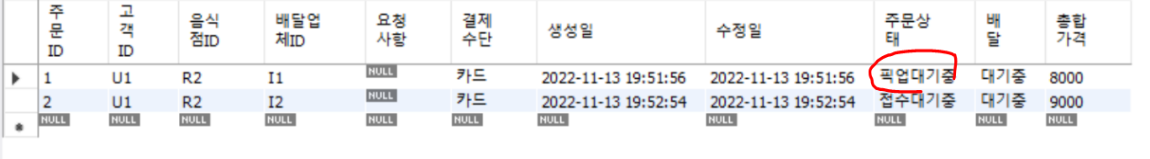 주문ID 고객ID 음식점ID 배달업체ID 요청사항 결제수단 생성일 수정일 주문상태 배달 총합가격
1 U1 R2 I1 NULL 카드 2022-11-13 19:51:56 2022-11-13 19:51:56 픽업대기중 대기중 8000
2 U1 R2 I2 NULL 카드 2022-11-13 19:52:54 2022-11-13 19:52:54 접수대기중 대기중 9000
NULL NULL NULL NULL NULL NULL NULL NULL NULL NULL NULL